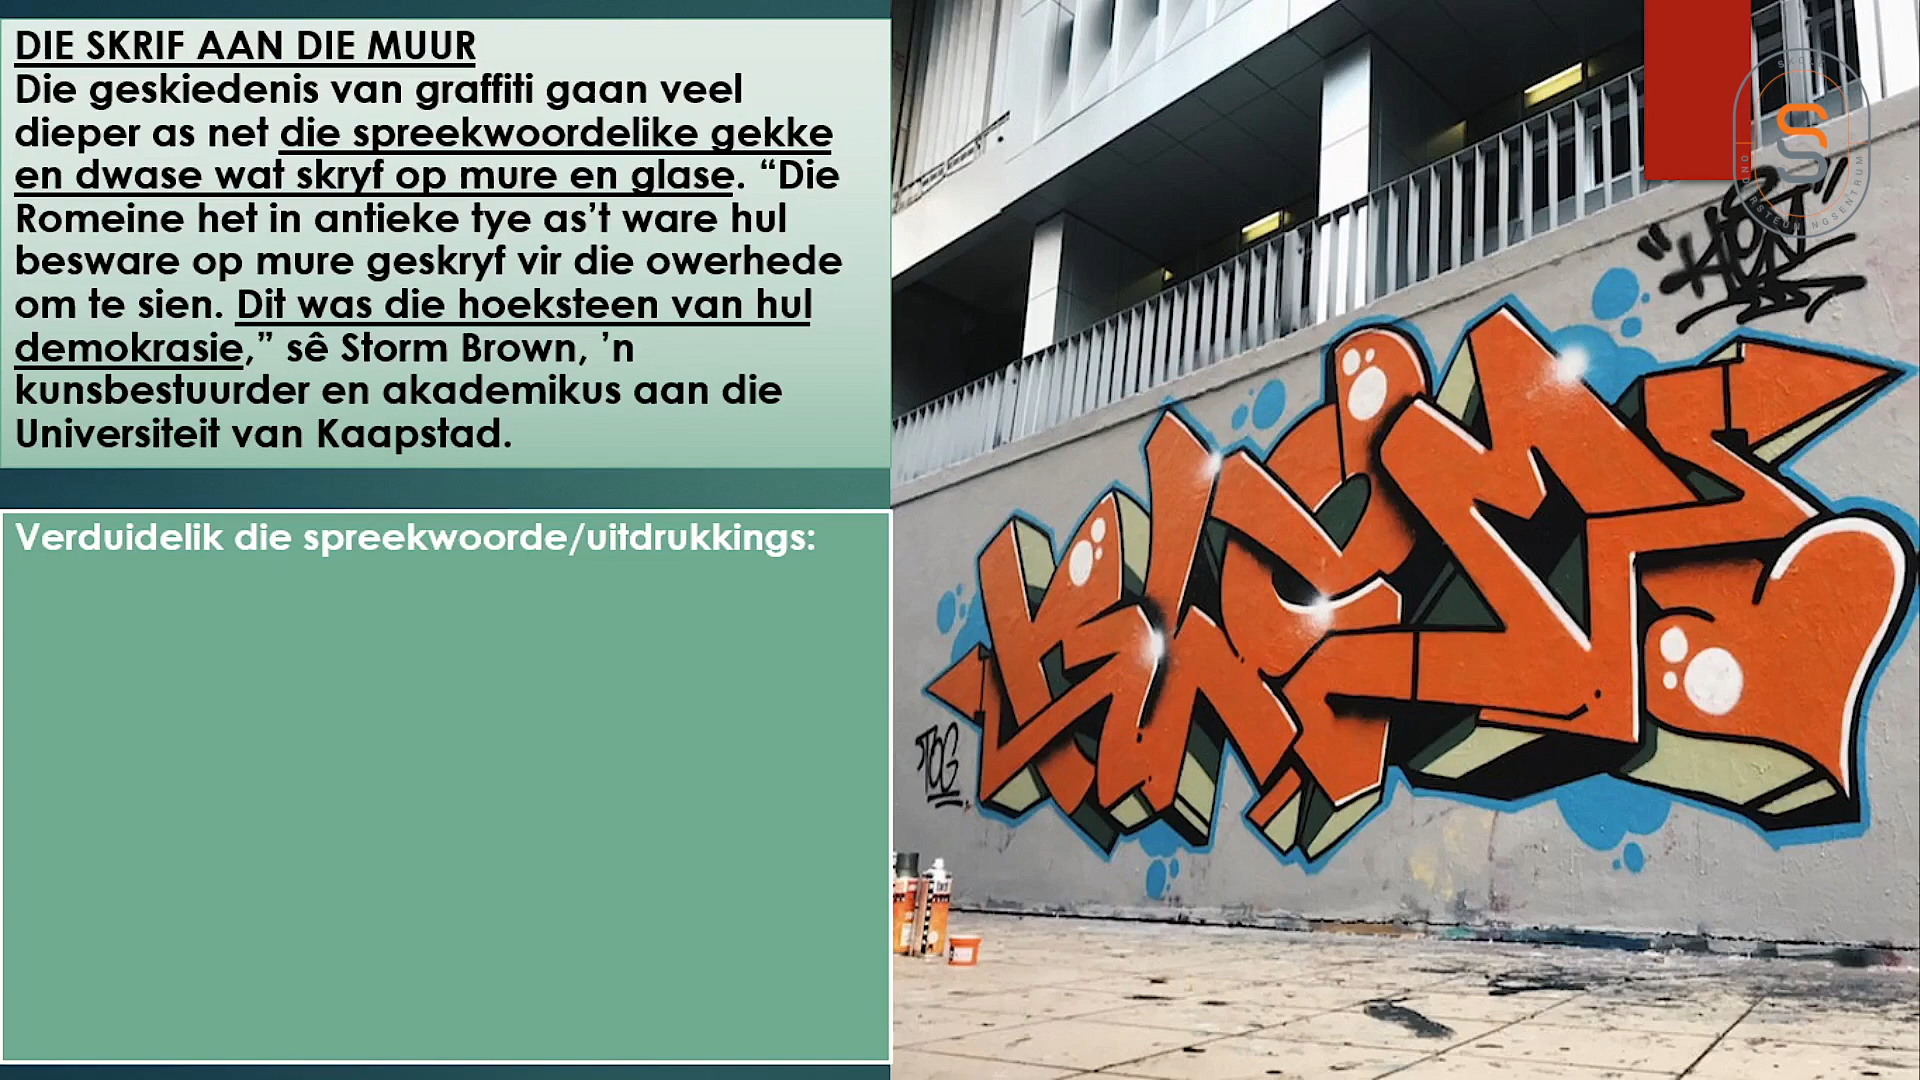 DIE SKRIF AAN DIE MUUR
Die geskiedenis van graffiti gaan veel
dieper as net die spreekwoordelike gekke
en dwase wat skryf op mure en glase. “Die
Romeine het in antieke tye as’t ware hul
besware op mure geskryf vir die owerhede
om te sien. Dit was die hoeksteen van hul
demokrasie,” sê Storm Brown, ’n
kunsbestuurder en akademikus aan die
Universiteit van Kaapstad.
Verduidelik die spreekwoorde/uitdrukkings:
TOG